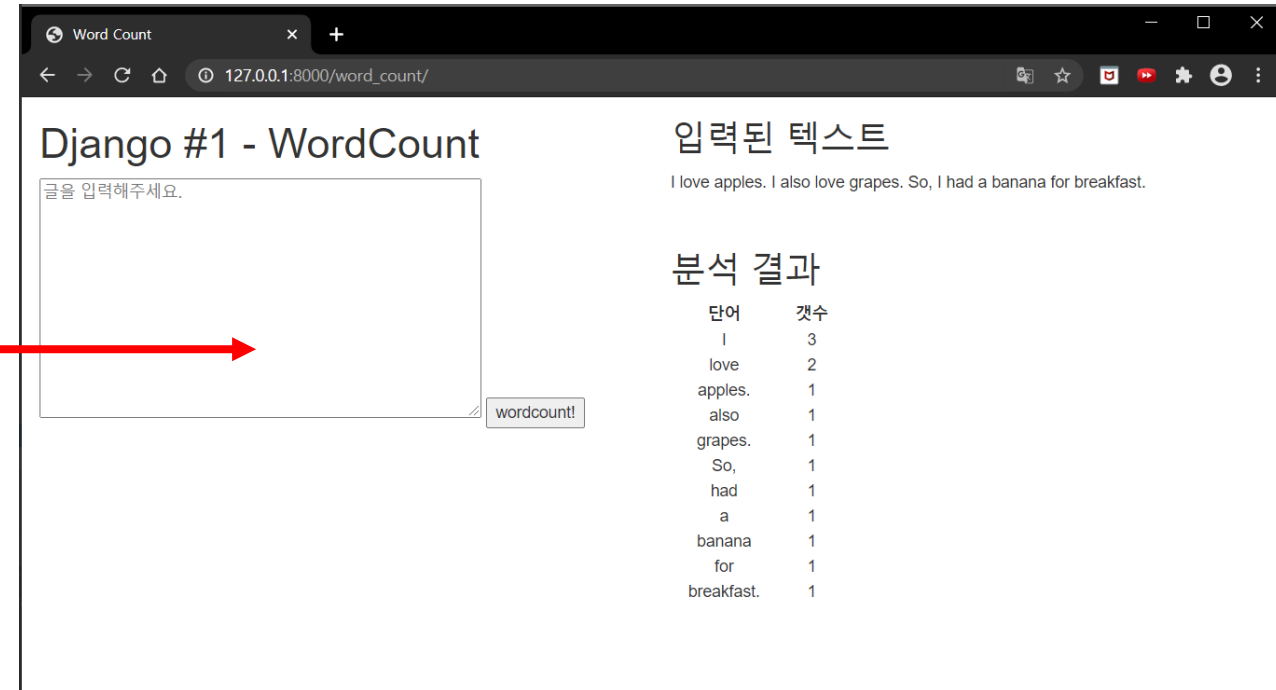 Word Count
127.0.0.1:8000/word_count/
Django #1 - WordCount
글을 입력해주세요.
wordcount!
입력된 텍스트
I love apples. I also love grapes. So, I had a banana for breakfast.
분석 결과
단어 갯수
I 3
love 2
apples. 1
also 1
grapes. 1
So, 1
had 1
a 1
banana 1
for 1
breakfast. 1